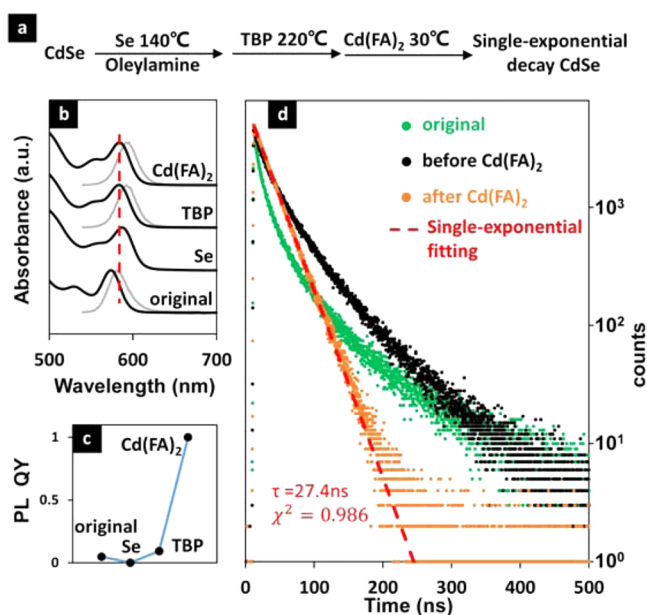 a
CdSe
Se 140℃
Oleylamine
TBP 220℃
Cd(FA)₂ 30℃
Single-exponential
decay CdSe
b
Absorbance (a.u.)
Cd(FA)₂
TBP
Se
original
500 600 700
Wavelength (nm)
c
PL QY
1
0.5
0
Cd(FA)₂
original
Se
TBP
d
original
before Cd(FA)₂
after Cd(FA)₂
Single-exponential
fitting
τ =27.4ns
χ² = 0.986
10³
10²
10¹
10⁰
counts
0 100 200 300 400 500
Time (ns)